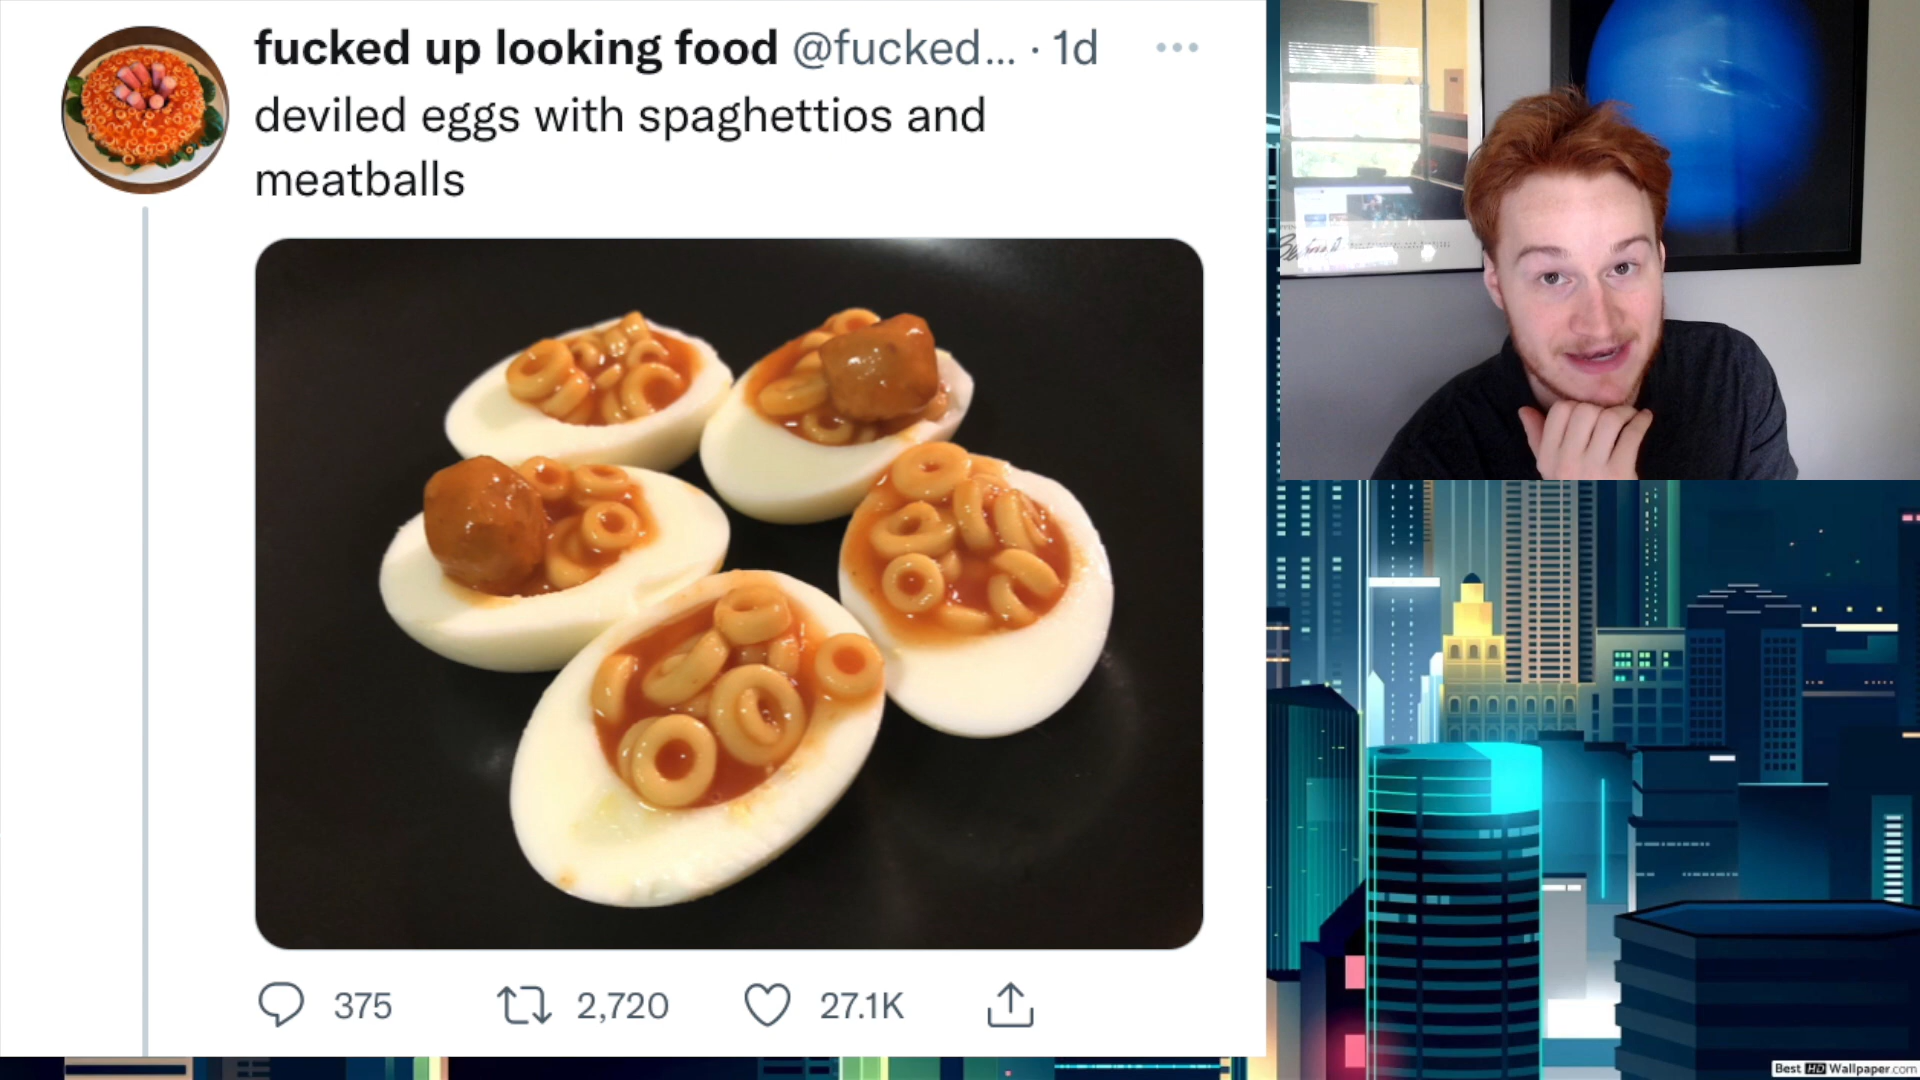 fucked up looking food @fucked... · 1d
deviled eggs with spaghettios and
meatballs
375 2,720 27.1K
Best HD Wallpaper.com